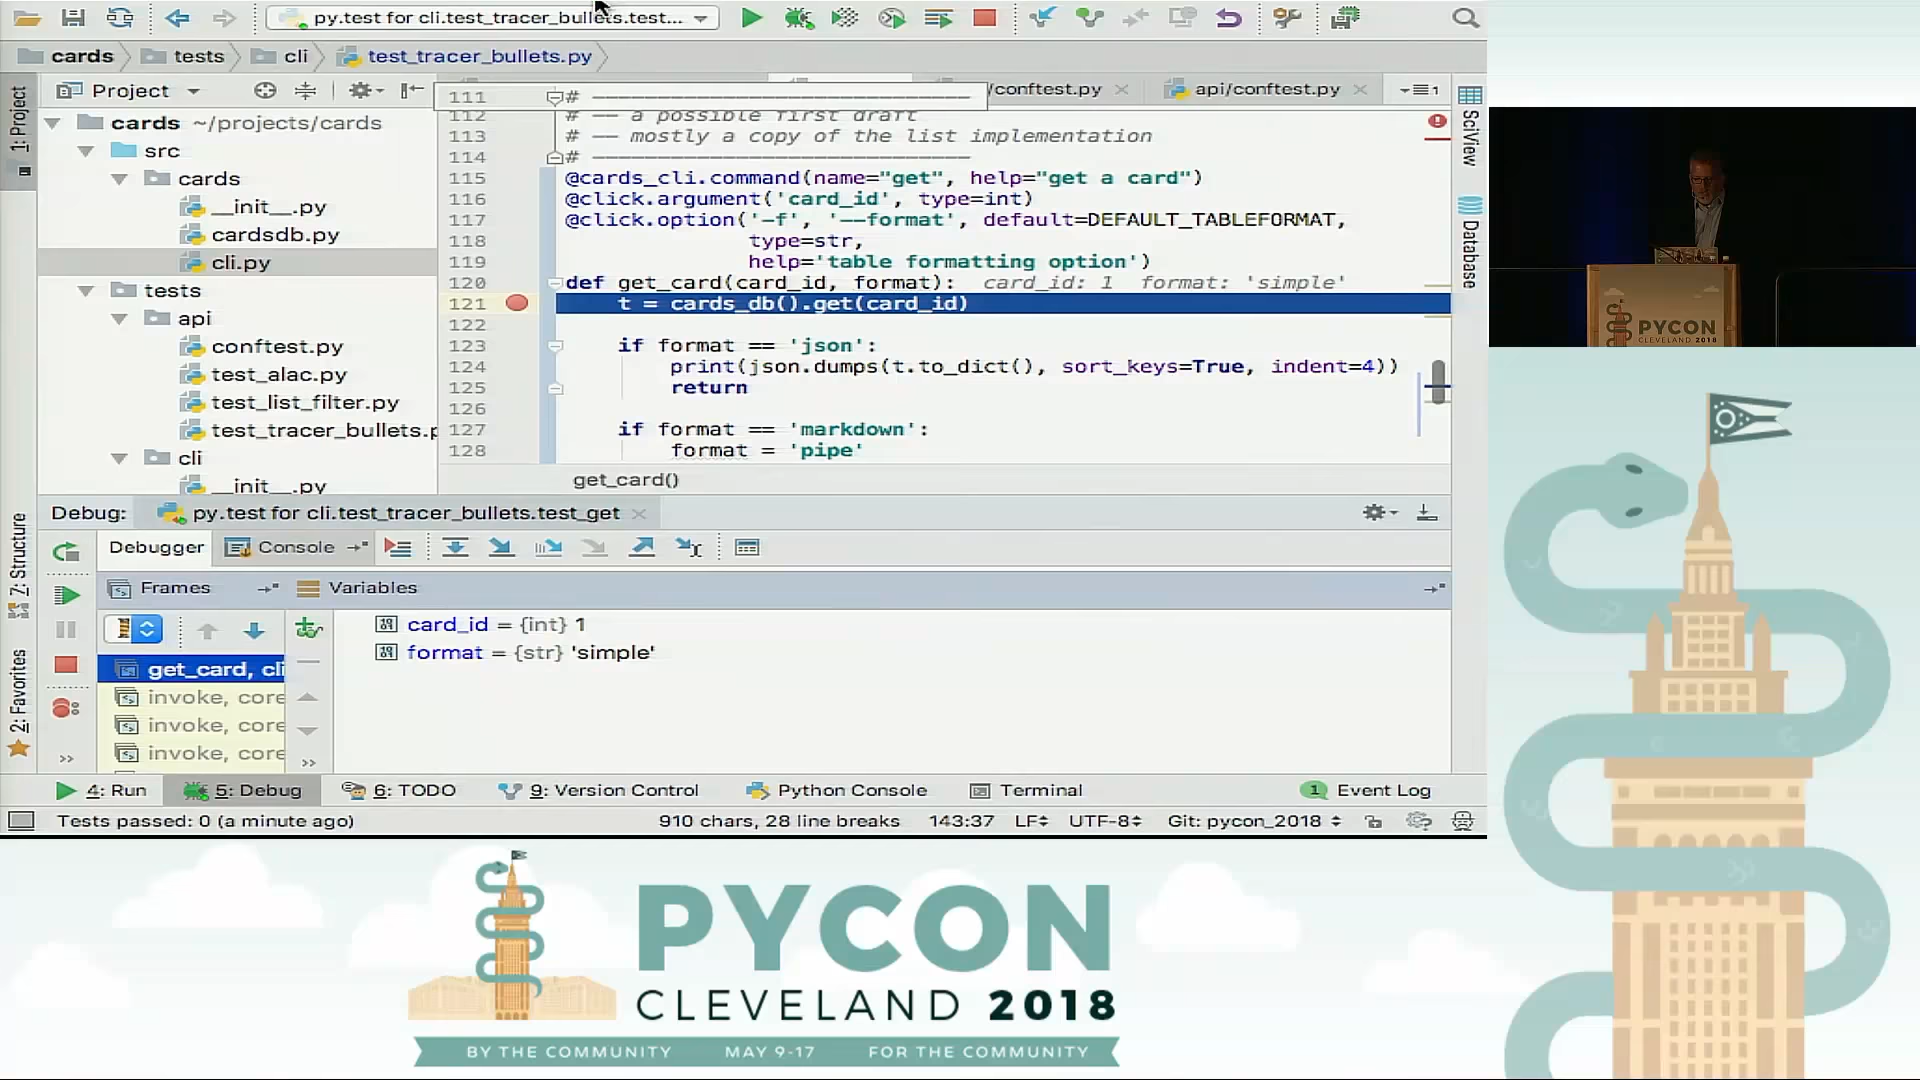 py.test for cli.test_tracer_bullets.test...
cards
tests
cli
test_tracer_bullets.py
1: Project
Project
/conftest.py
api/conftest.py
1
cards ~/projects/cards
src
cards
__init__.py
cardsdb.py
cli.py
tests
api
conftest.py
test_alac.py
test_list_filter.py
test_tracer_bullets.p
cli
__init__.py
111 # ————————————————————————————
112 # —— a possible first draft
113 # —— mostly a copy of the list implementation
114 # ————————————————————————————
115 @cards_cli.command(name="get", help="get a card")
116 @click.argument('card_id', type=int)
117 @click.option('-f', '--format', default=DEFAULT_TABLEFORMAT,
118 type=str,
119 help='table formatting option')
120 def get_card(card_id, format): card_id: 1 format: 'simple'
121 t = cards_db().get(card_id)
122
123 if format == 'json':
124 print(json.dumps(t.to_dict(), sort_keys=True, indent=4))
125 return
126
127 if format == 'markdown':
128 format = 'pipe'
get_card()
SciView
Database
Debug:
py.test for cli.test_tracer_bullets.test_get
7: Structure
2: Favorites
Debugger
Console
Frames
Variables
get_card, cli
invoke, core
invoke, core
invoke, core
card_id = {int} 1
format = {str} 'simple'
4: Run
5: Debug
6: TODO
9: Version Control
Python Console
Terminal
1 Event Log
Tests passed: 0 (a minute ago)
910 chars, 28 line breaks
143:37
LF
UTF-8
Git: pycon_2018
PYCON
CLEVELAND 2018
PYCON
CLEVELAND 2018
BY THE COMMUNITY MAY 9-17 FOR THE COMMUNITY